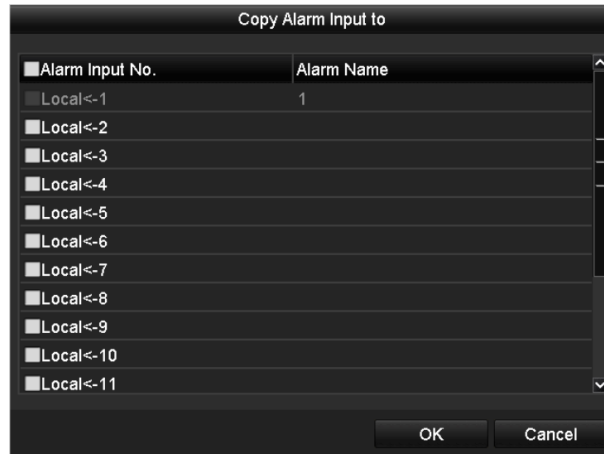 Copy Alarm Input to
Alarm Input No. Alarm Name
Local<-1 1
Local<-2
Local<-3
Local<-4
Local<-5
Local<-6
Local<-7
Local<-8
Local<-9
Local<-10
Local<-11
OK Cancel